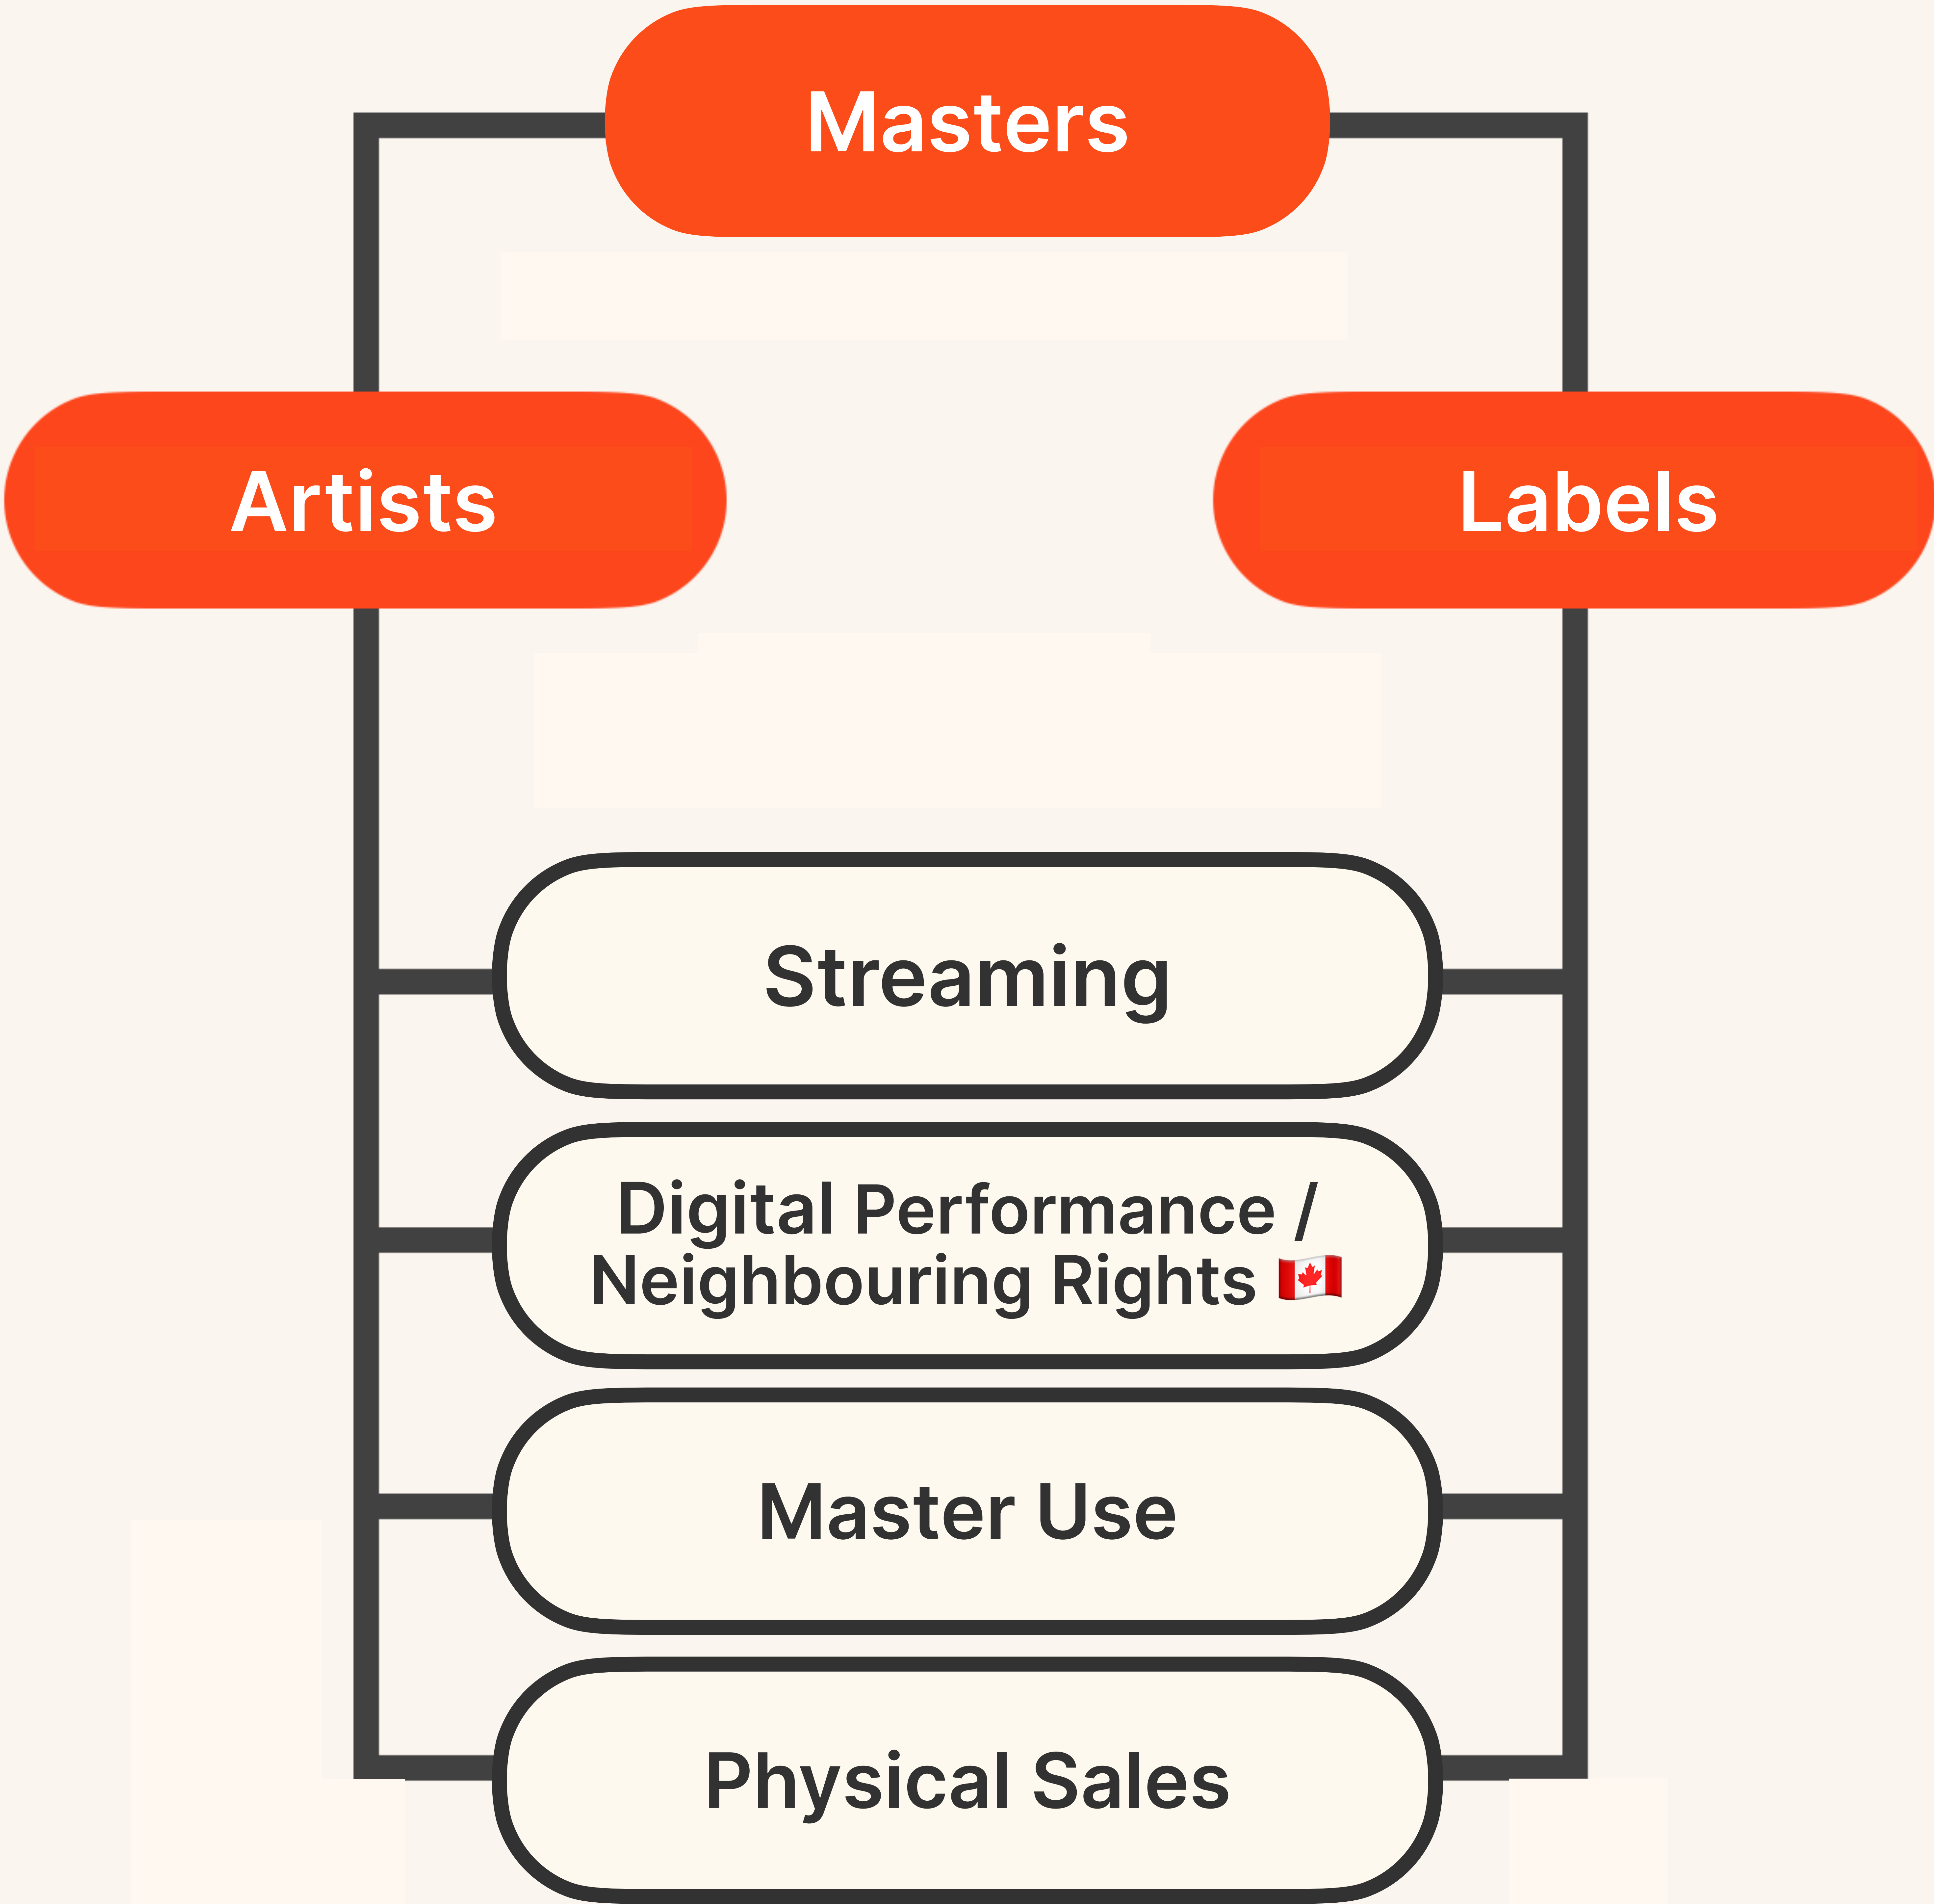 Masters
Artists
Labels
Streaming
Digital Performance /
Neighbouring Rights 🇨🇦
Master Use
Physical Sales